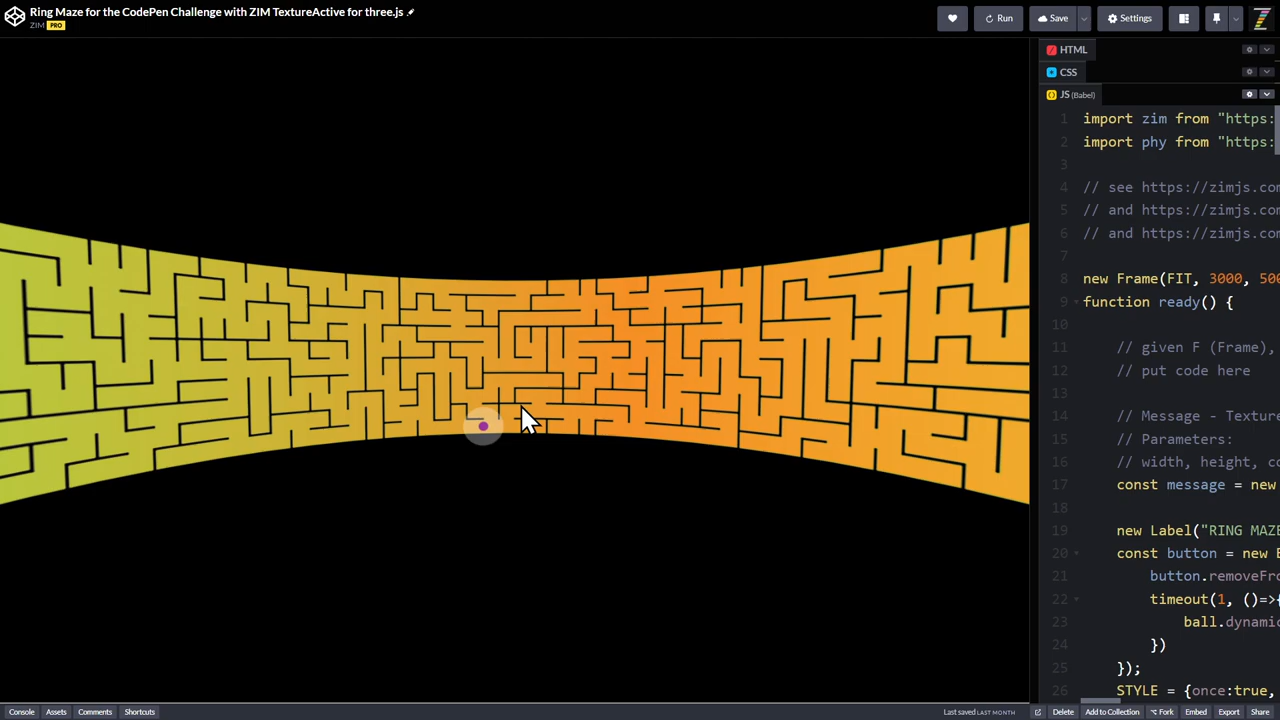 Ring Maze for the CodePen Challenge with ZIM TextureActive for three.js
ZIM PRO
Run
Save
Settings
HTML
CSS
JS (Babel)
1 import zim from "https:
2 import phy from "https:
3
4 // see https://zimjs.co
5 // and https://zimjs.co
6 // and https://zimjs.co
7
8 new Frame(FIT, 3000, 50
9 function ready() {
10
11 // given F (Frame),
12 // put code here
13
14 // Message - Textur
15 // Parameters:
16 // width, height, co
17 const message = new
18
19 new Label("RING MAZE
20 const button = new
21 button.removeFro
22 timeout(1, ()=>{
23 ball.dynamic
24 })
25 });
26 STYLE = {once:true,
Console
Assets
Comments
Shortcuts
Last saved LAST MONTH
Delete
Add to Collection
Fork
Embed
Export
Share